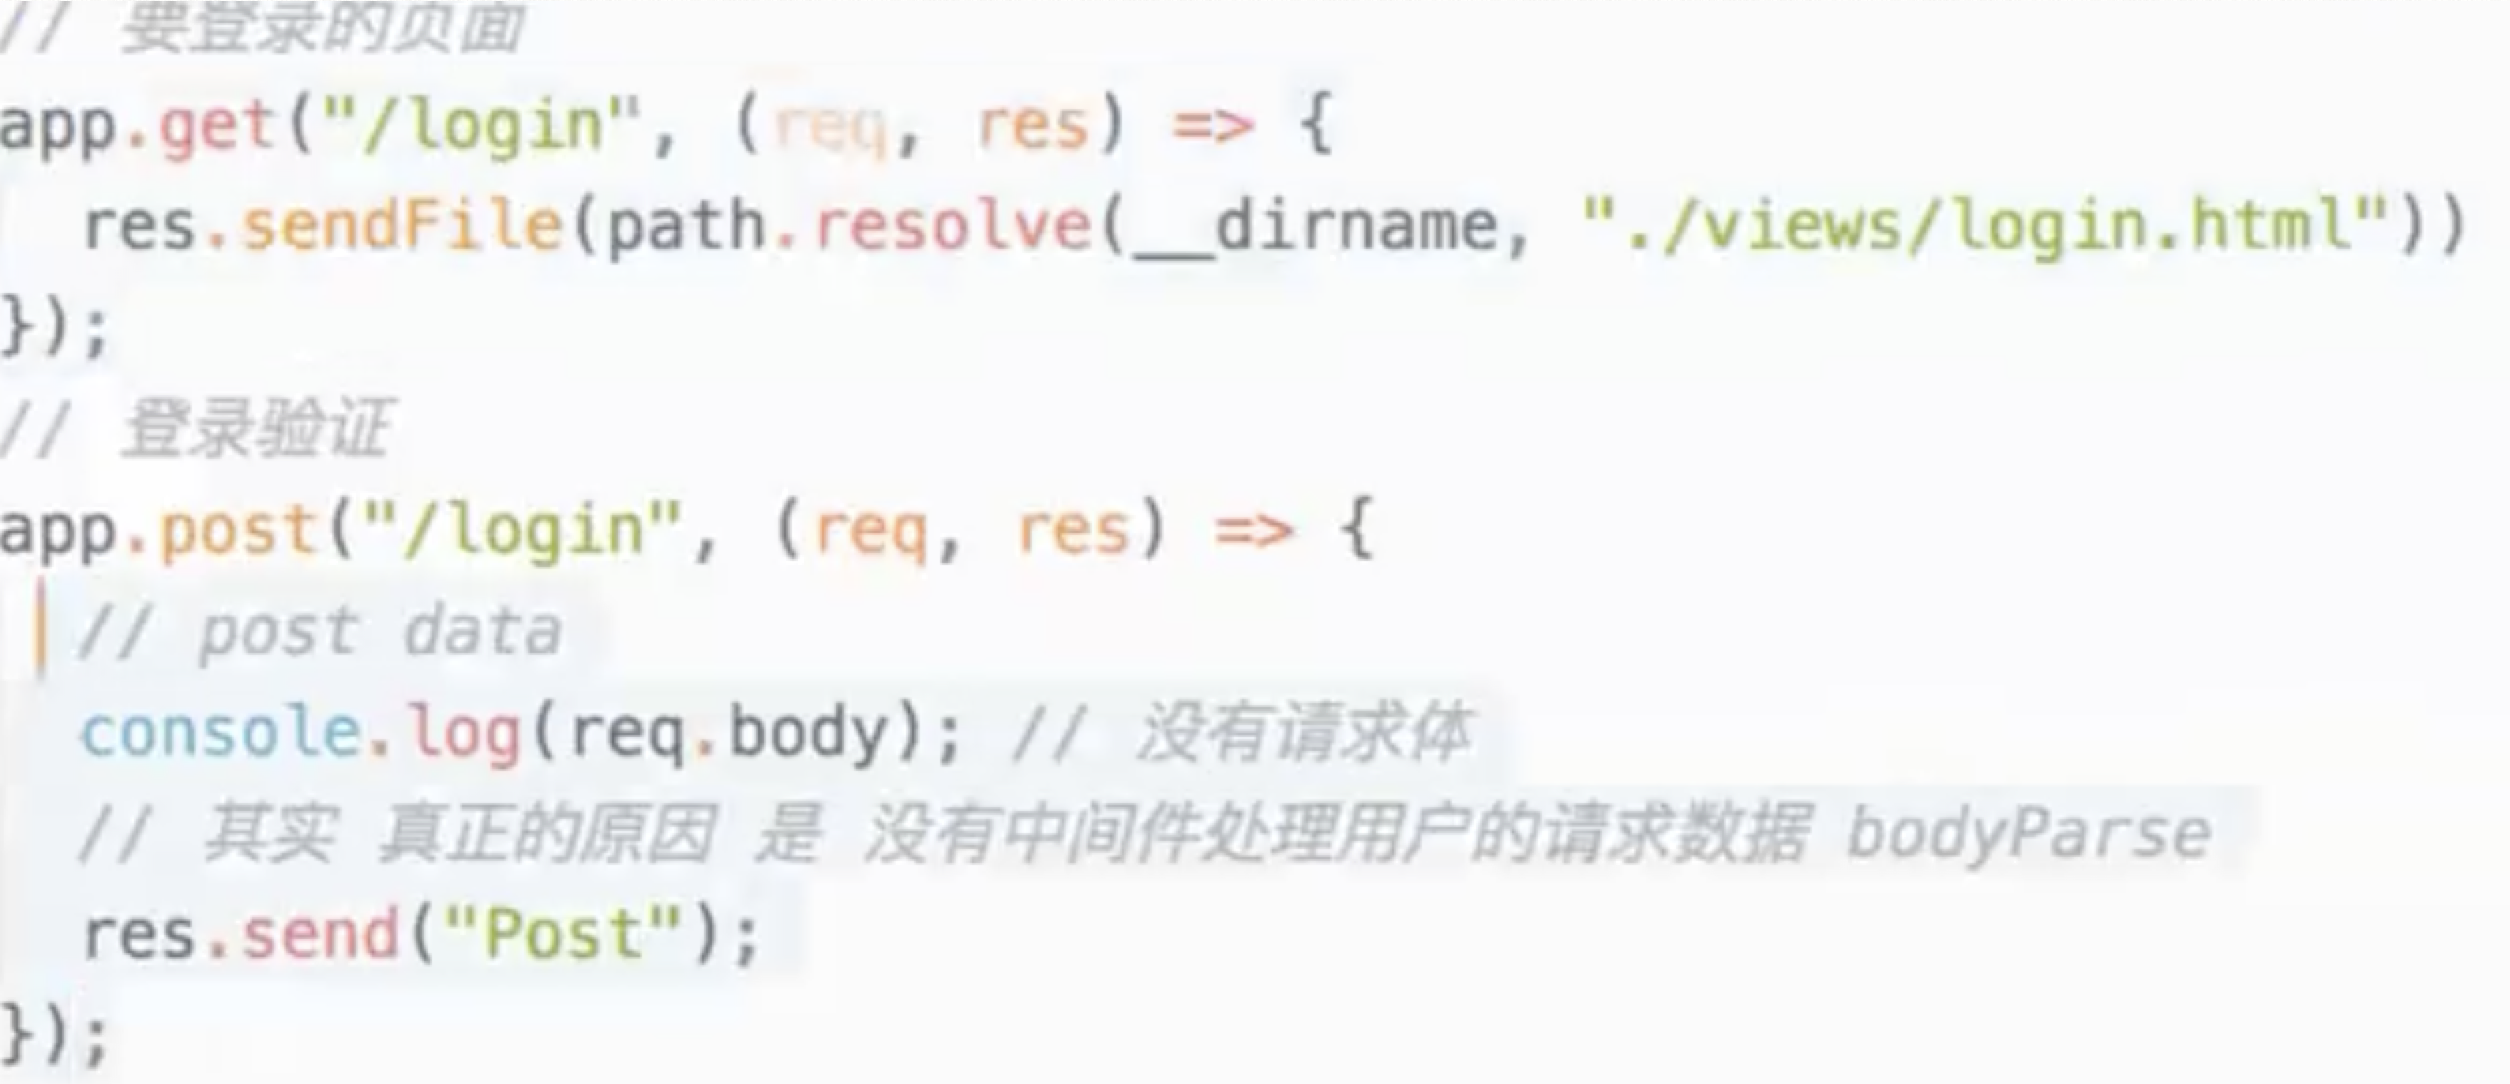 // 要登录的页面
app.get("/login", (req, res) => {
  res.sendFile(path.resolve(__dirname, "./views/login.html"))
});
// 登录验证
app.post("/login", (req, res) => {
  // post data
  console.log(req.body); // 没有请求体
  // 其实 真正的原因 是 没有中间件处理用户的请求数据 bodyParse
  res.send("Post");
});